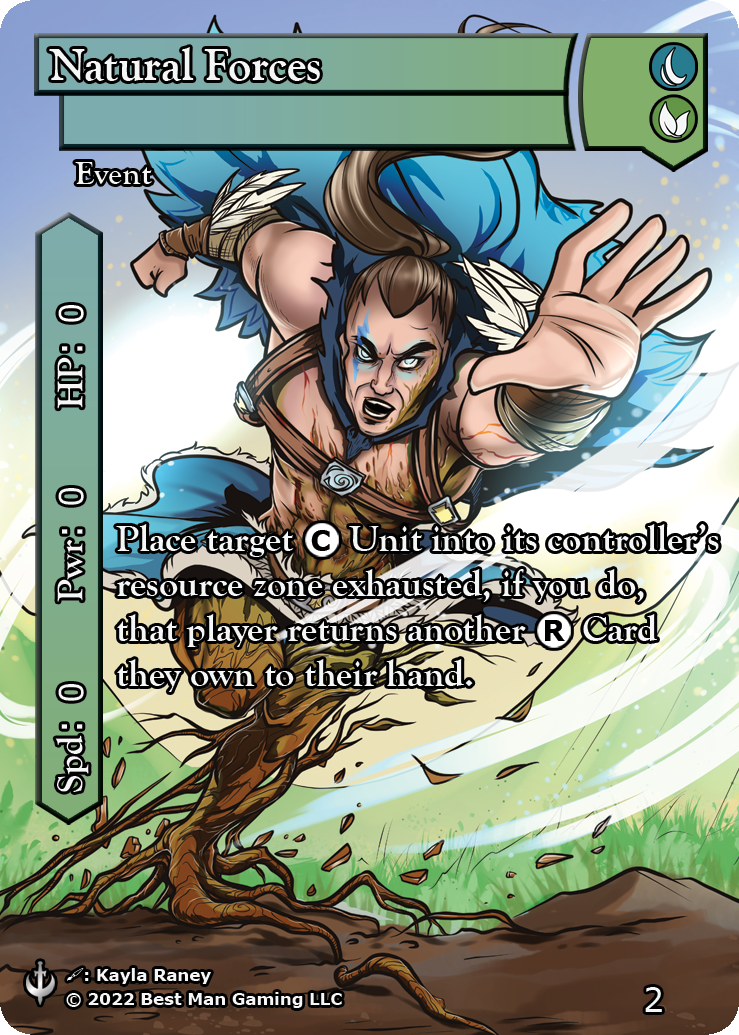 Natural Forces
Event
HP: 0
Pwr: 0
Spd: 0
Place target C Unit into its controller's
resource zone exhausted, if you do,
that player returns another R Card
they own to their hand.
: Kayla Raney
© 2022 Best Man Gaming LLC
2